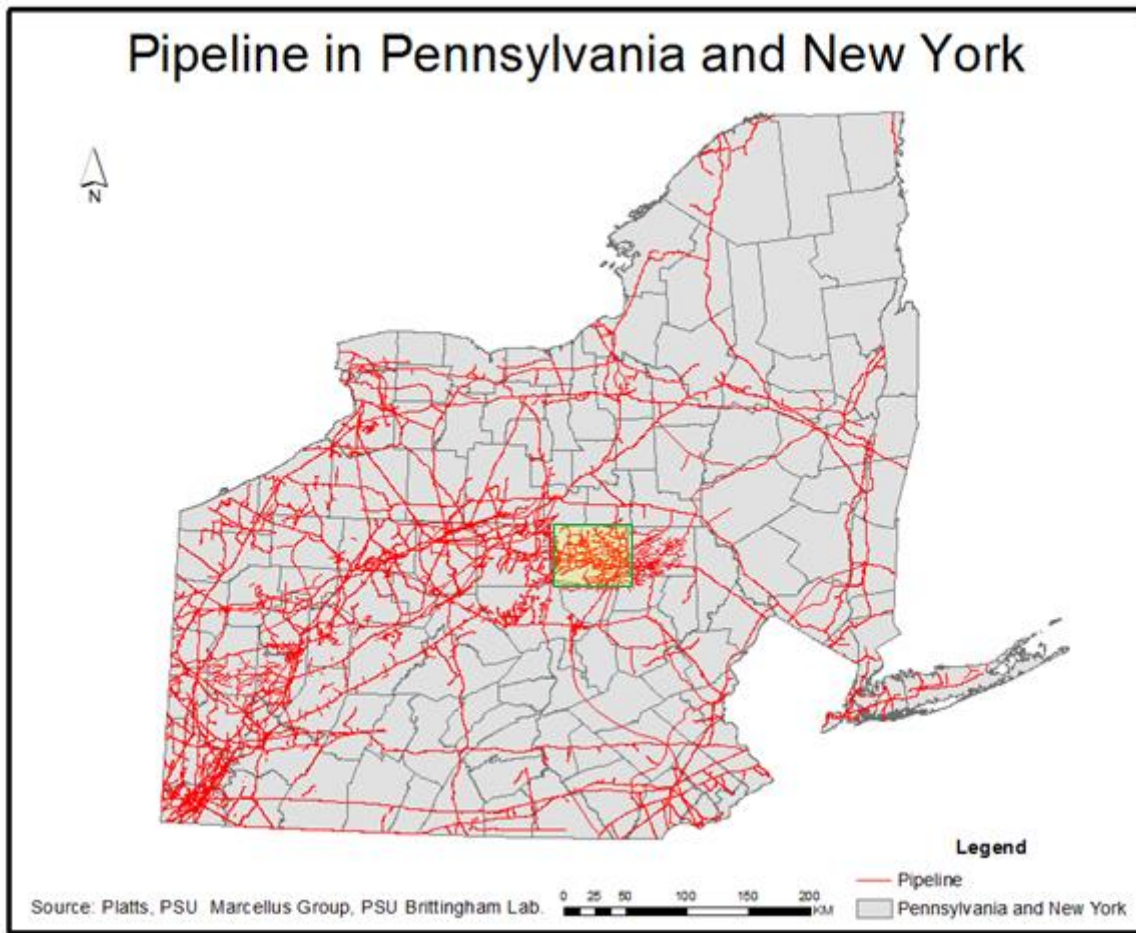 Pipeline in Pennsylvania and New York
N
Legend
Pipeline
Pennsylvania and New York
Source: Platts, PSU Marcellus Group, PSU Brittingham Lab.
0 25 50 100 150 200
KM